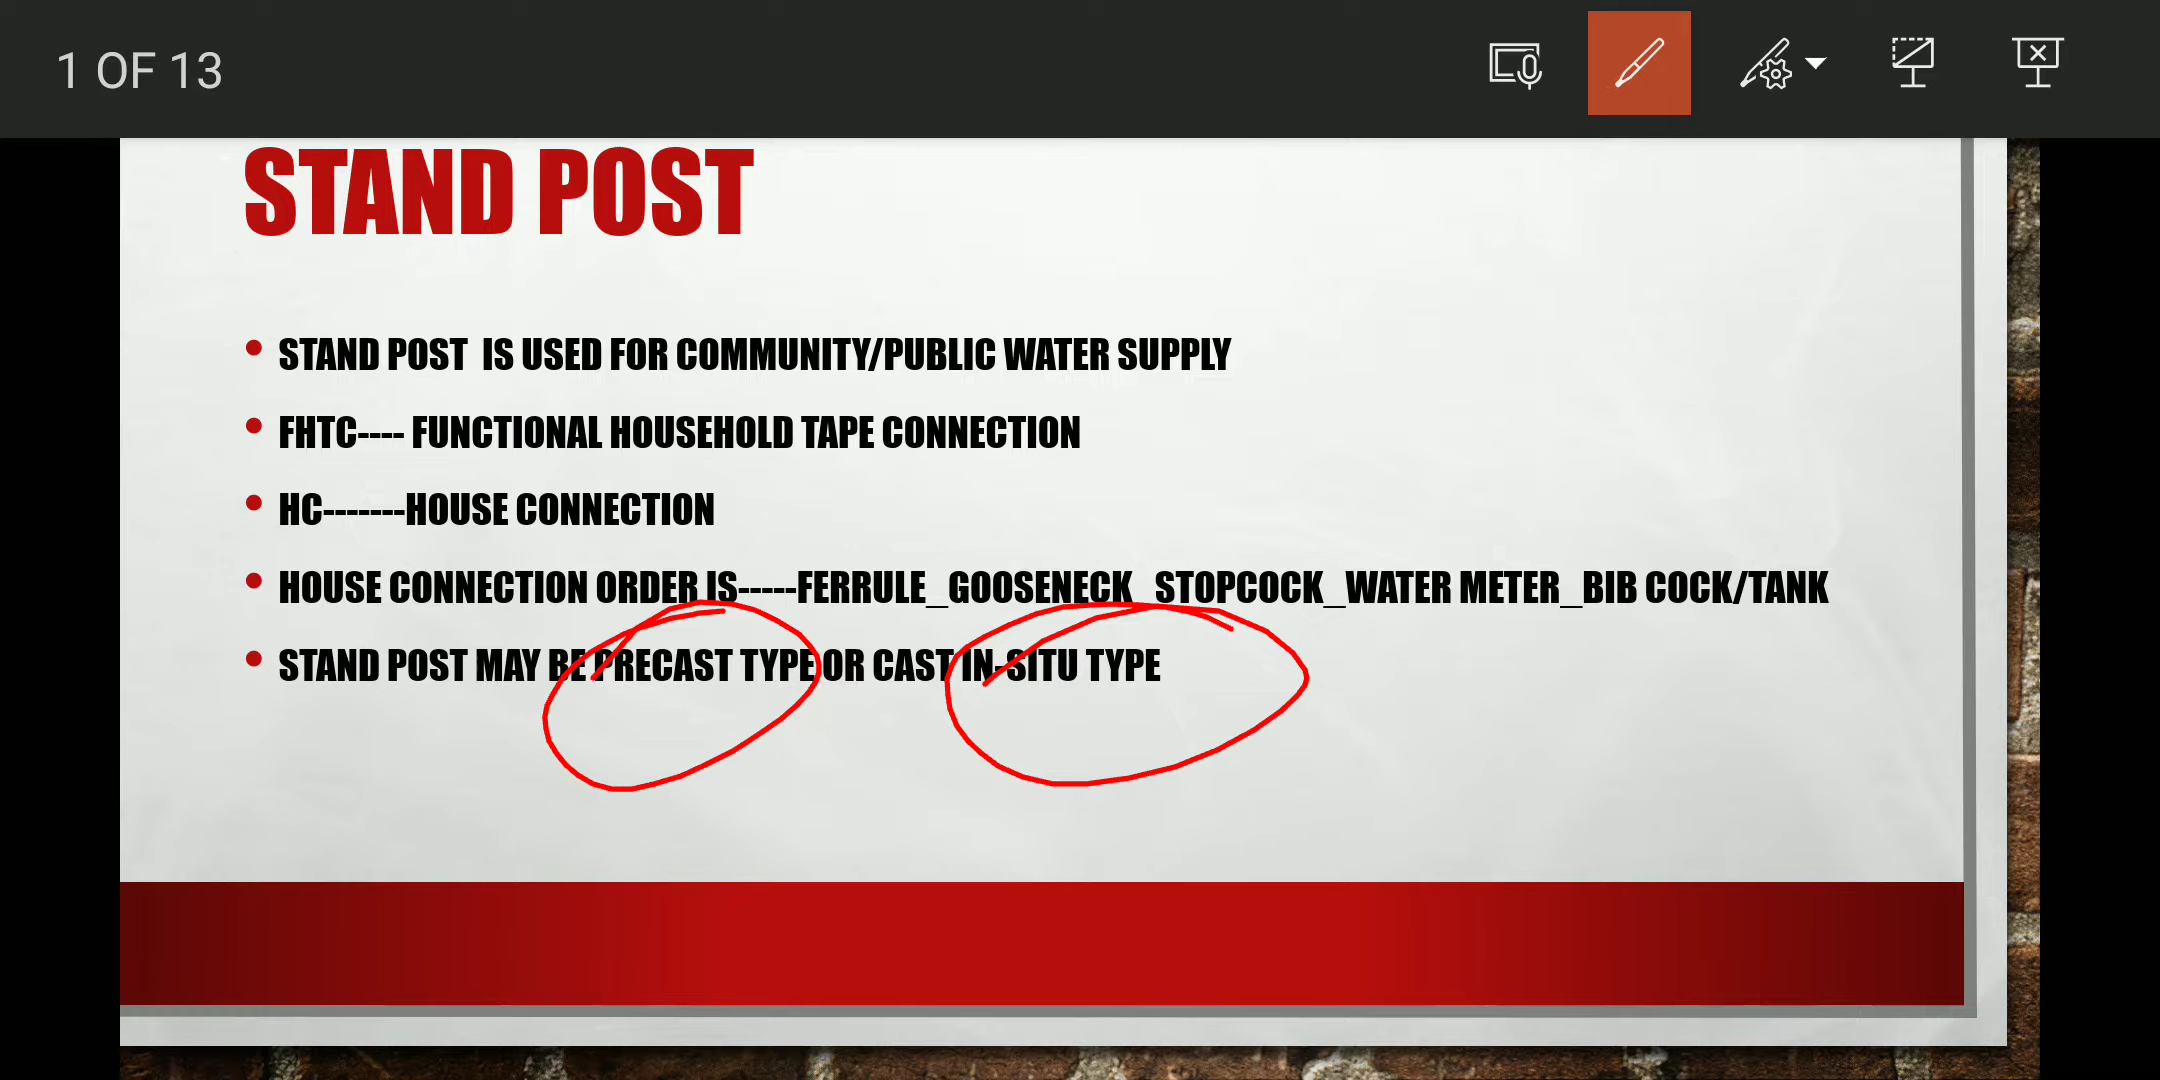 1 OF 13
STAND POST
• STAND POST IS USED FOR COMMUNITY/PUBLIC WATER SUPPLY
• FHTC---- FUNCTIONAL HOUSEHOLD TAPE CONNECTION
• HC-------HOUSE CONNECTION
• HOUSE CONNECTION ORDER IS-----FERRULE_GOOSENECK_STOPCOCK_WATER METER_BIB COCK/TANK
• STAND POST MAY BE PRECAST TYPE OR CAST IN-SITU TYPE